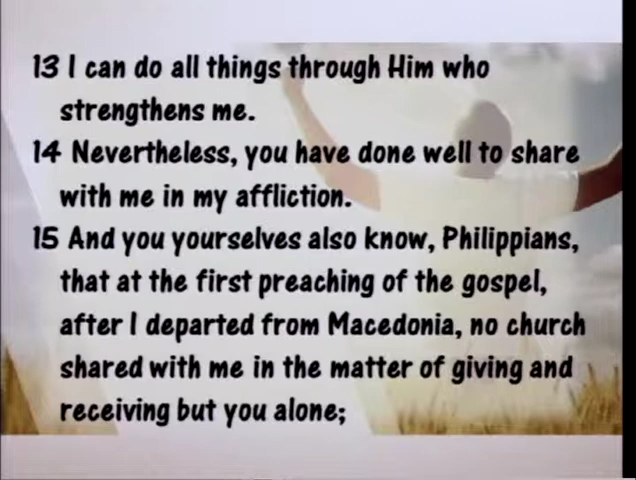 13 I can do all things through Him who
strengthens me.
14 Nevertheless, you have done well to share
with me in my affliction.
15 And you yourselves also know, Philippians,
that at the first preaching of the gospel,
after I departed from Macedonia, no church
shared with me in the matter of giving and
receiving but you alone;